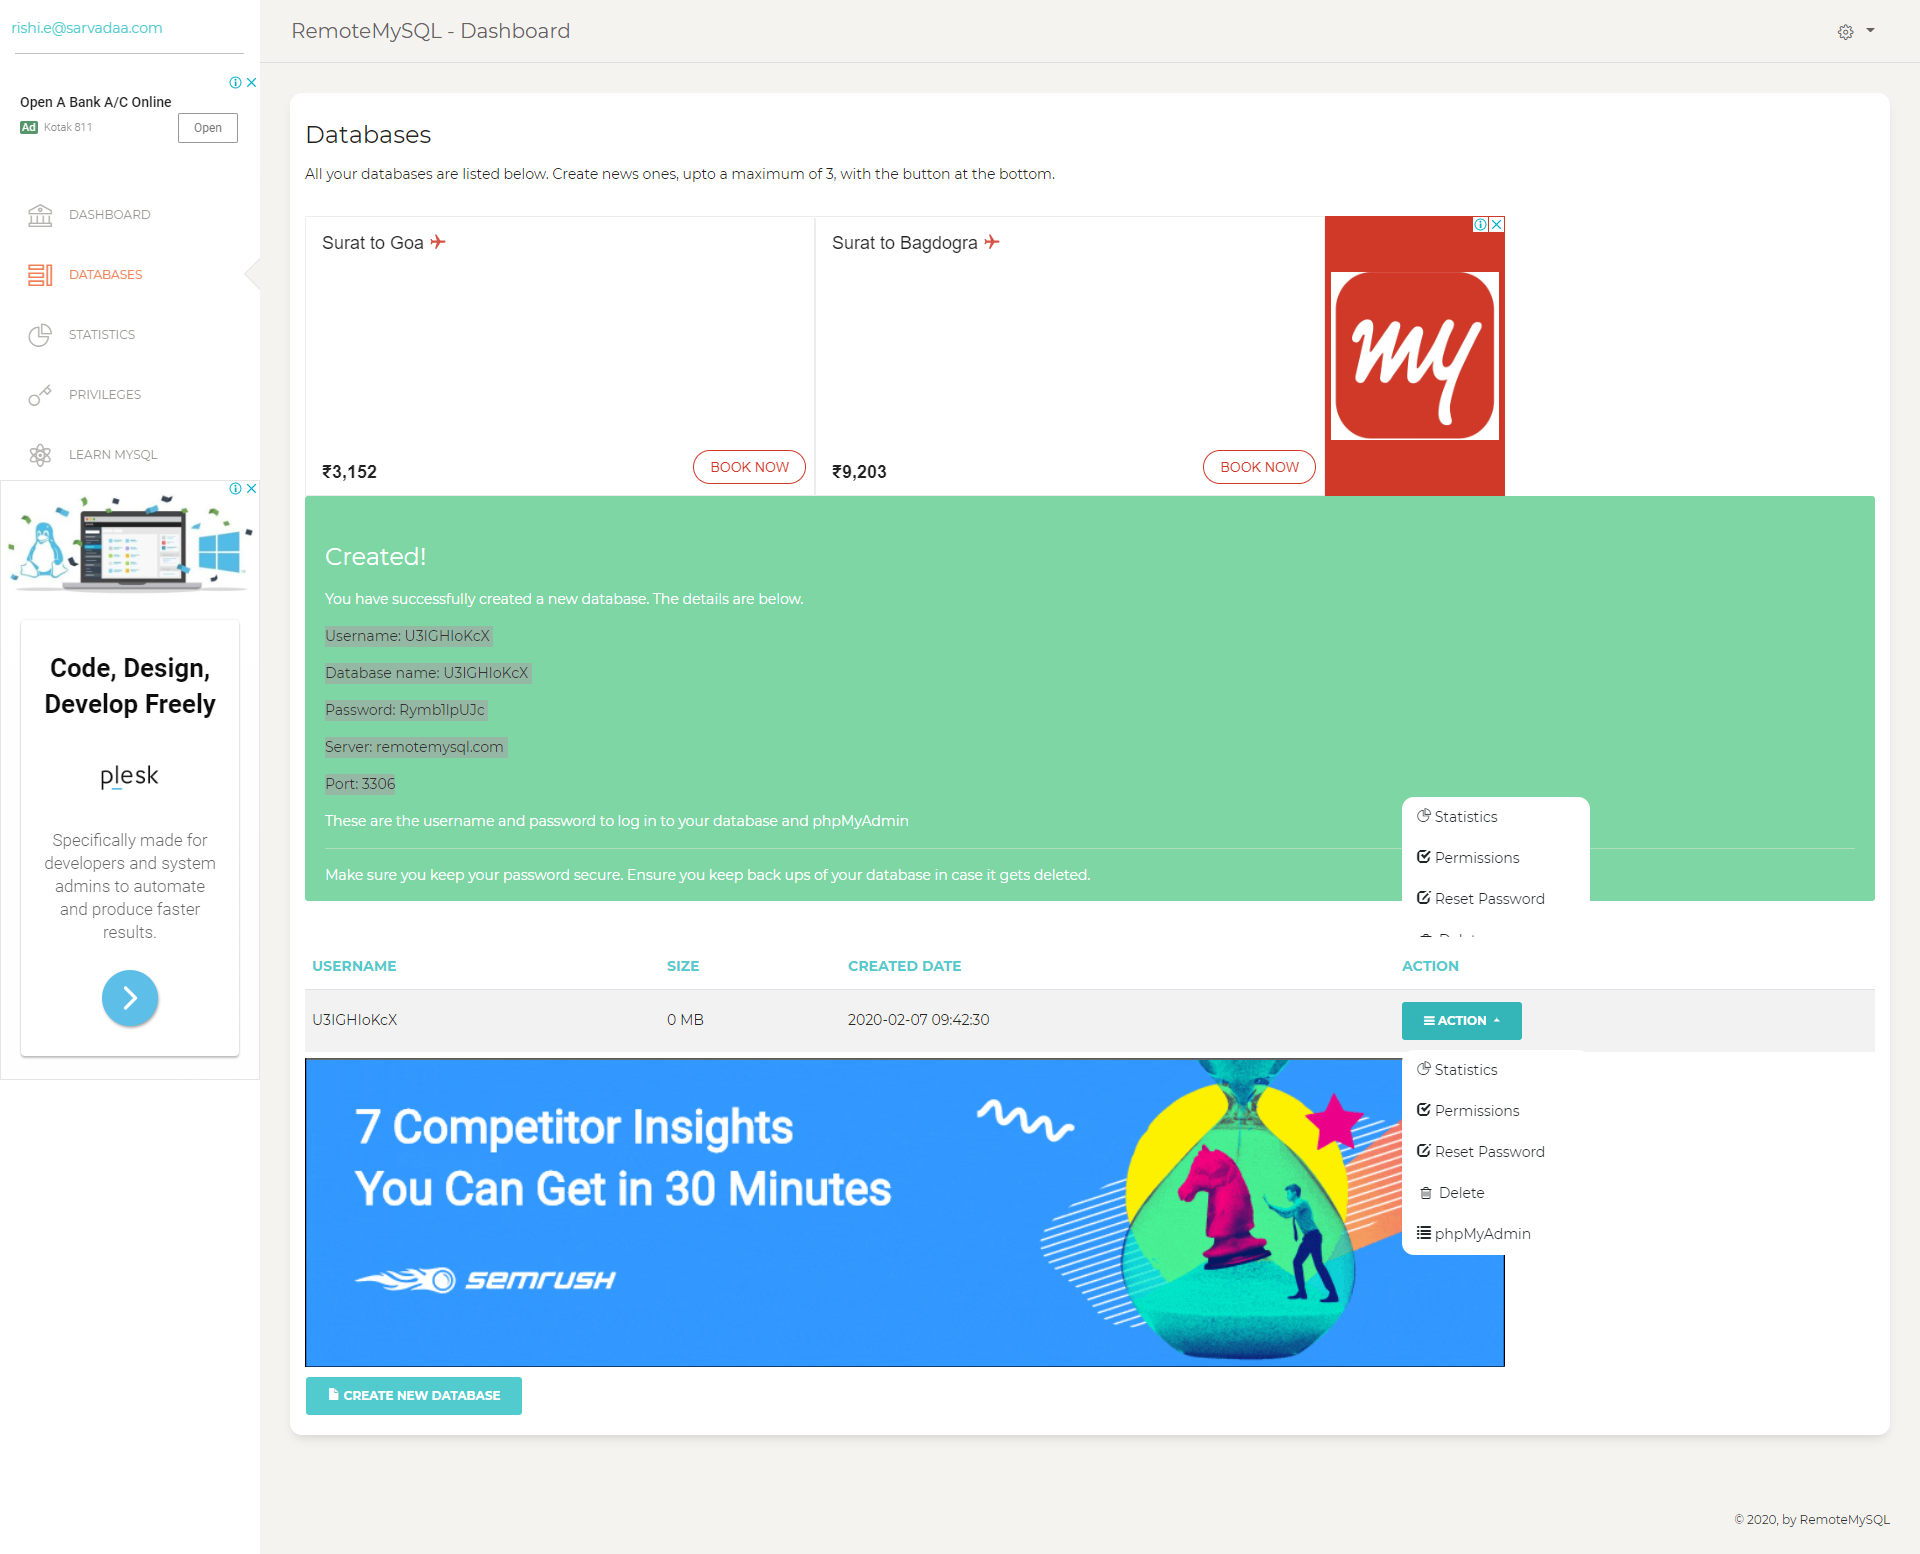 rishi.e@sarvadaa.com
RemoteMySQL - Dashboard
Open A Bank A/C Online
Ad Kotak 811
Open
DASHBOARD
DATABASES
STATISTICS
PRIVILEGES
LEARN MYSQL
Code, Design,
Develop Freely
plesk
Specifically made for
developers and system
admins to automate
and produce faster
results.
Databases
All your databases are listed below. Create news ones, upto a maximum of 3, with the button at the bottom.
Surat to Goa
₹3,152
BOOK NOW
Surat to Bagdogra
₹9,203
BOOK NOW
my
Created!
You have successfully created a new database. The details are below.
Username: U3IGHIoKcX
Database name: U3IGHIoKcX
Password: Rymb1IpUJc
Server: remotemysql.com
Port: 3306
These are the username and password to log in to your database and phpMyAdmin
Make sure you keep your password secure. Ensure you keep back ups of your database in case it gets deleted.
Statistics
Permissions
Reset Password
Delete
USERNAME SIZE CREATED DATE ACTION
U3IGHIoKcX 0 MB 2020-02-07 09:42:30 ACTION
Statistics
Permissions
Reset Password
Delete
phpMyAdmin
7 Competitor Insights
You Can Get in 30 Minutes
semrush
CREATE NEW DATABASE
© 2020, by RemoteMySQL